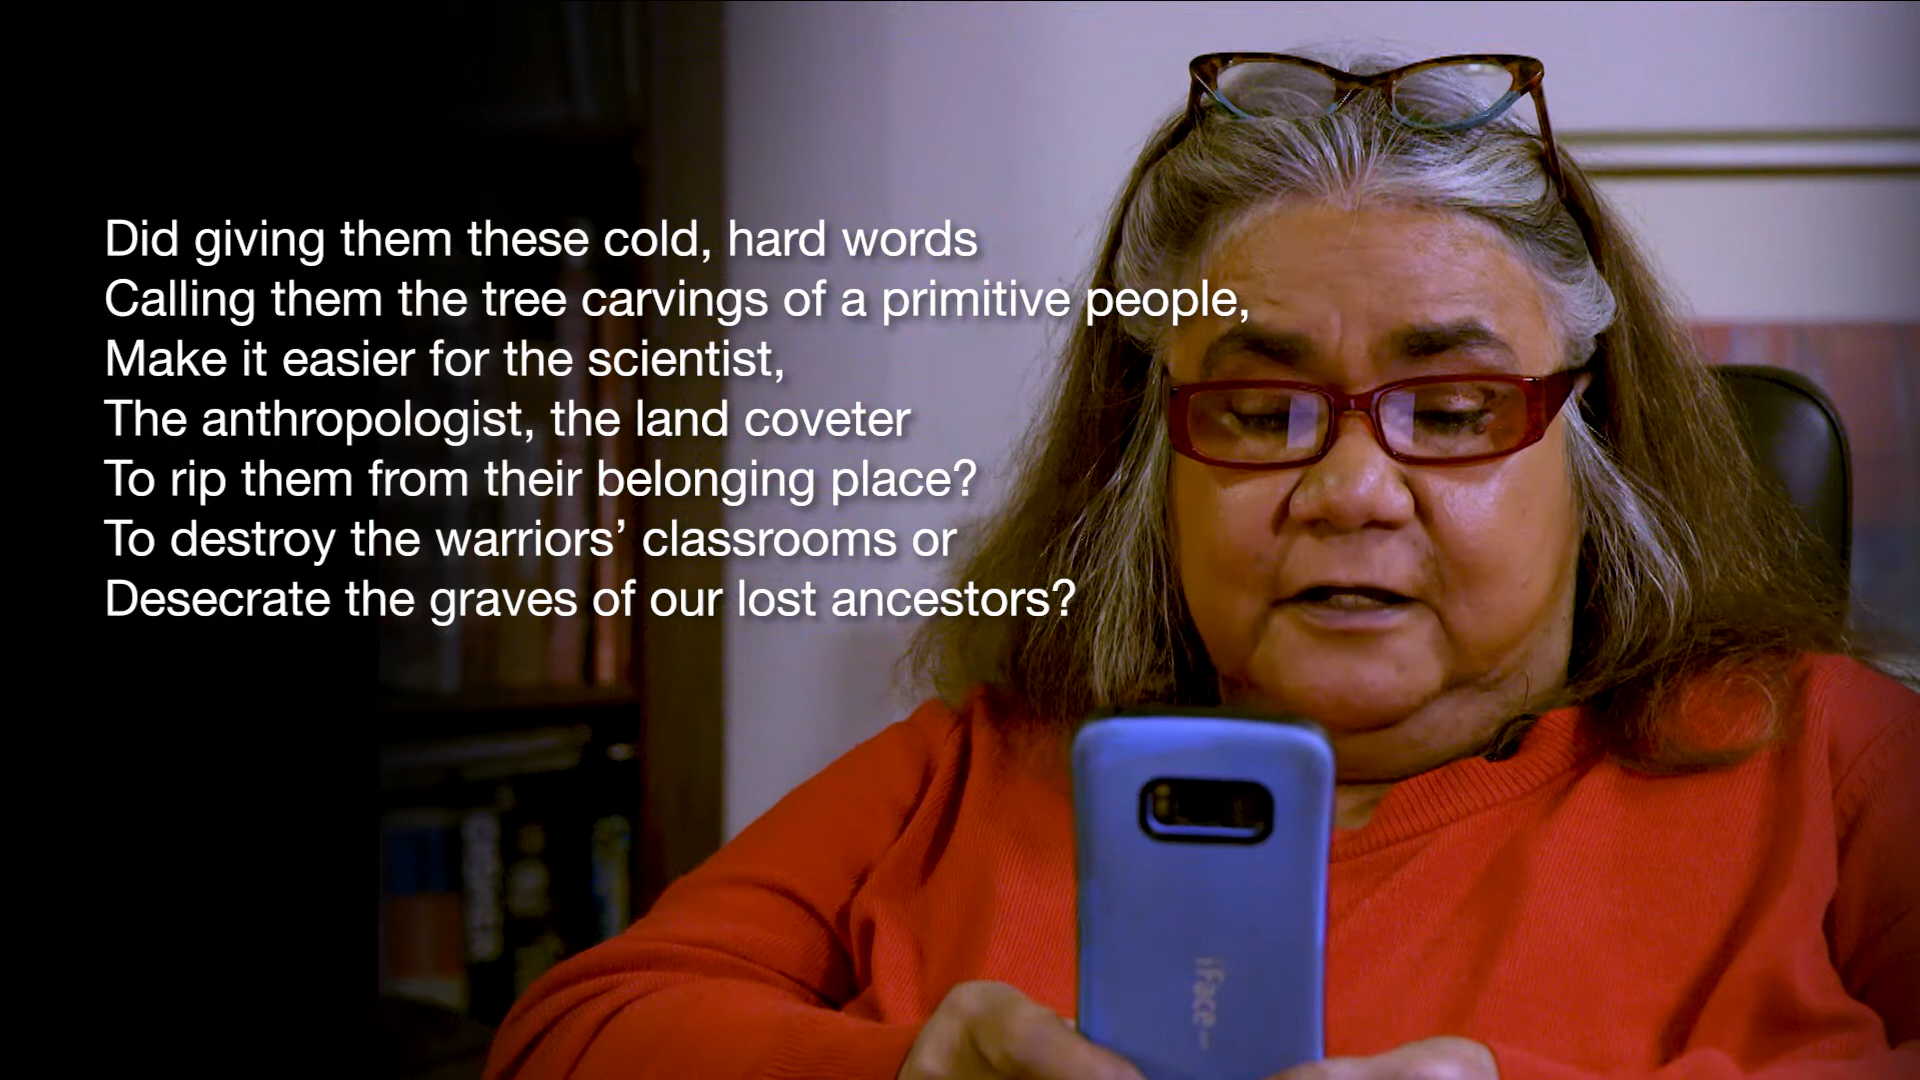 Did giving them these cold, hard words
Calling them the tree carvings of a primitive people,
Make it easier for the scientist,
The anthropologist, the land coveter
To rip them from their belonging place?
To destroy the warriors’ classrooms or
Desecrate the graves of our lost ancestors?
iFace